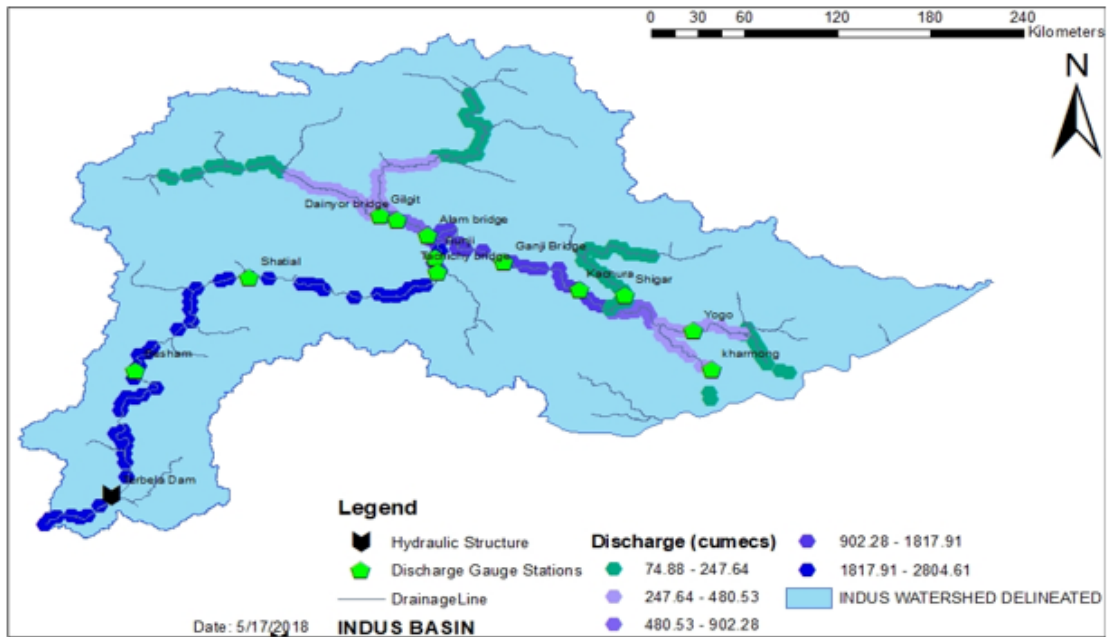 0 30 60 120 180 240
Kilometers
N
Dainyor bridge
Gilgit
Alam bridge
Ganji Bridge
Shatial
Kachura
Shigar
Yogo
kharmong
Legend
Hydraulic Structure
Discharge Gauge Stations
DrainageLine
Discharge (cumecs)
74.88 - 247.64
247.64 - 480.53
480.53 - 902.28
902.28 - 1817.91
1817.91 - 2804.61
INDUS WATERSHED DELINEATED
Date: 5/17/2018
INDUS BASIN